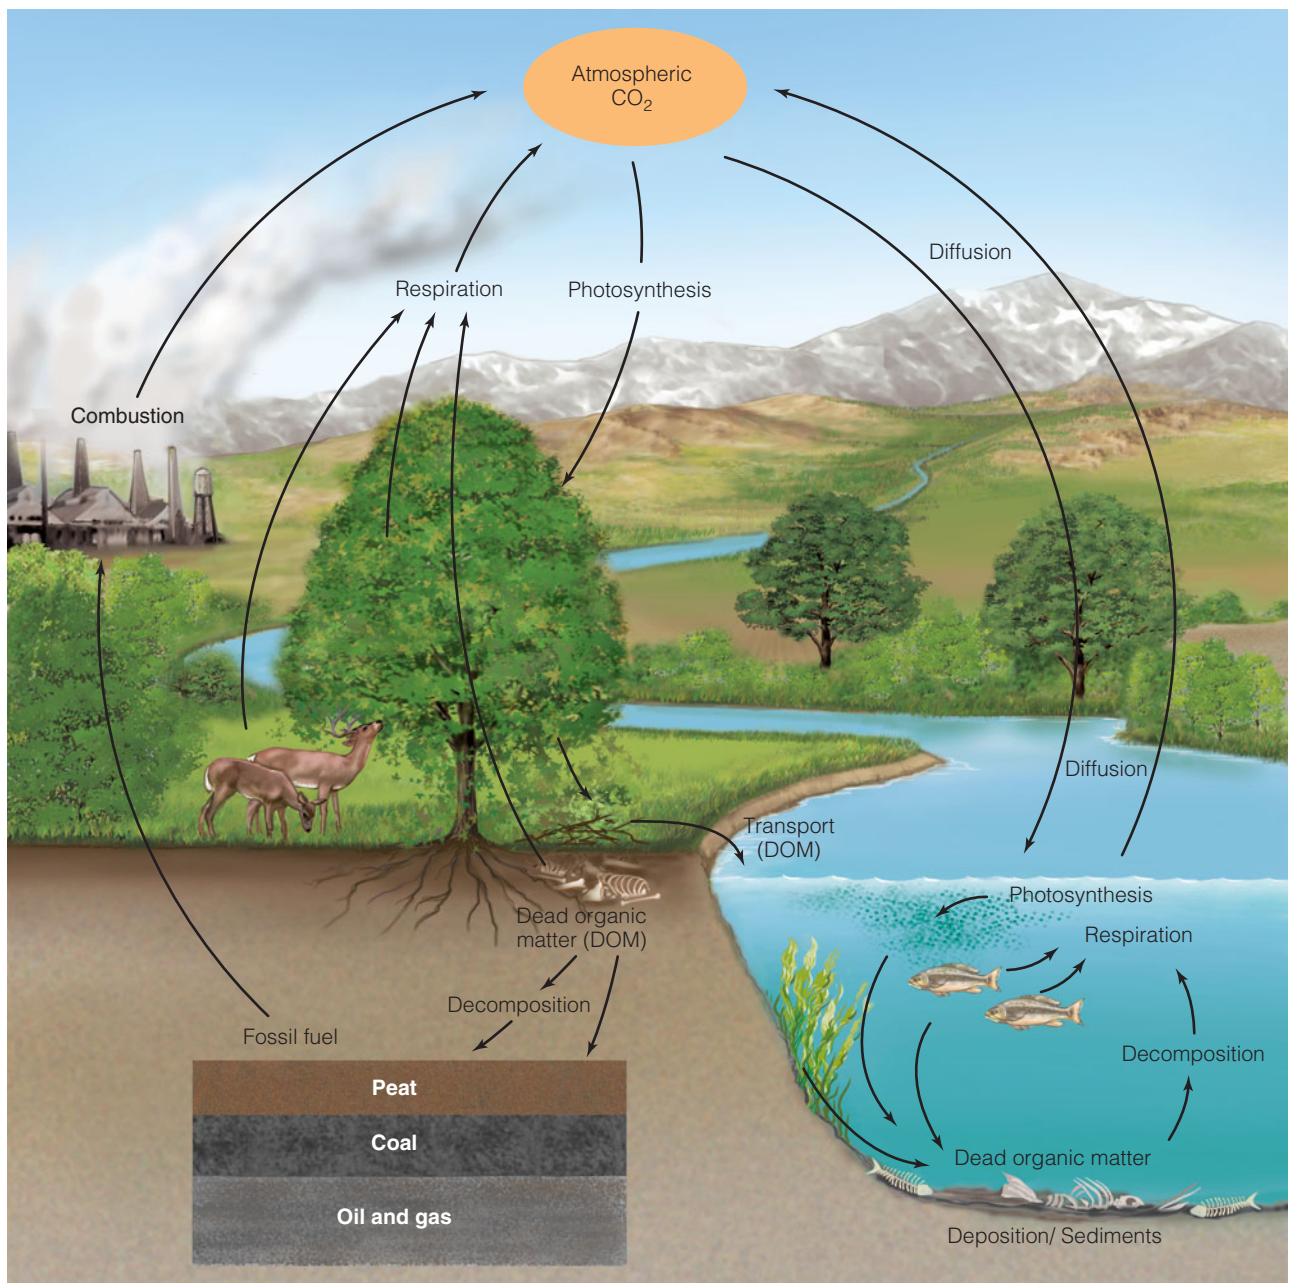 Atmospheric
CO₂
Diffusion
Respiration
Photosynthesis
Combustion
Diffusion
Transport
(DOM)
Photosynthesis
Dead organic
matter (DOM)
Respiration
Decomposition
Fossil fuel
Decomposition
Peat
Coal
Dead organic matter
Oil and gas
Deposition/ Sediments